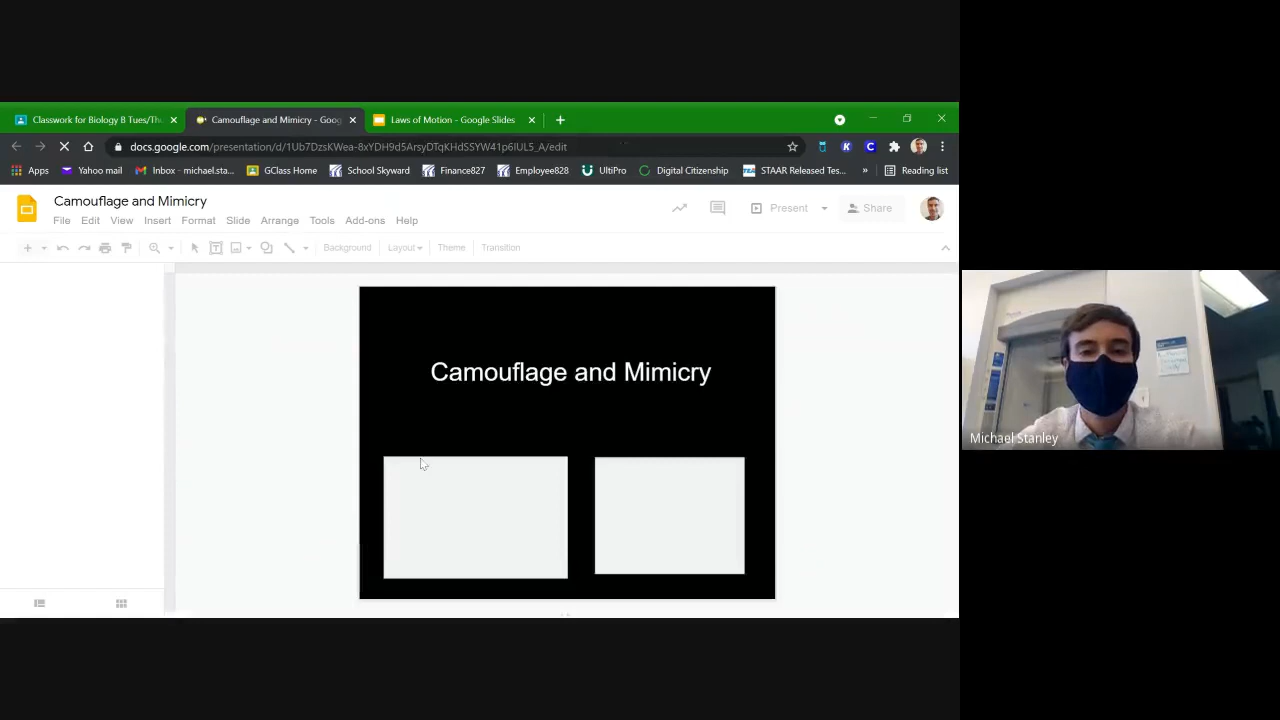 Classwork for Biology B Tues/Th
Camouflage and Mimicry - Goog
Laws of Motion - Google Slides
docs.google.com/presentation/d/1Ub7DzsKWea-8xYDH9d5ArsyDTqKHdSSYW41p6IUL5_A/edit
Apps
Yahoo mail
Inbox - michael.sta...
GClass Home
School Skyward
Finance827
Employee828
UltiPro
Digital Citizenship
STAAR Released Tes...
»
Reading list
Camouflage and Mimicry
File Edit View Insert Format Slide Arrange Tools Add-ons Help
Present
Share
Background
Layout
Theme
Transition
Camouflage and Mimicry
Michael Stanley